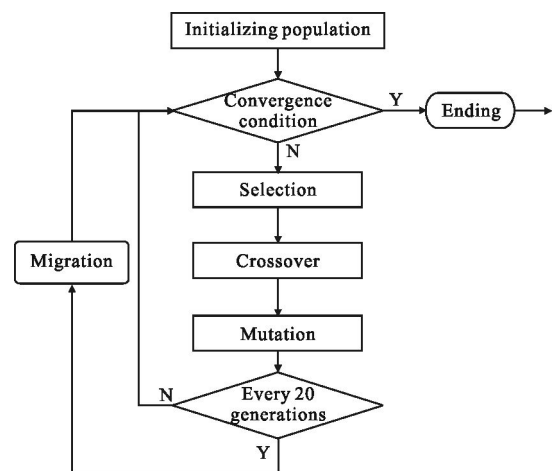 Initializing population
Convergence
condition
Y
Ending
N
Selection
Crossover
Migration
Mutation
N
Every 20
generations
Y